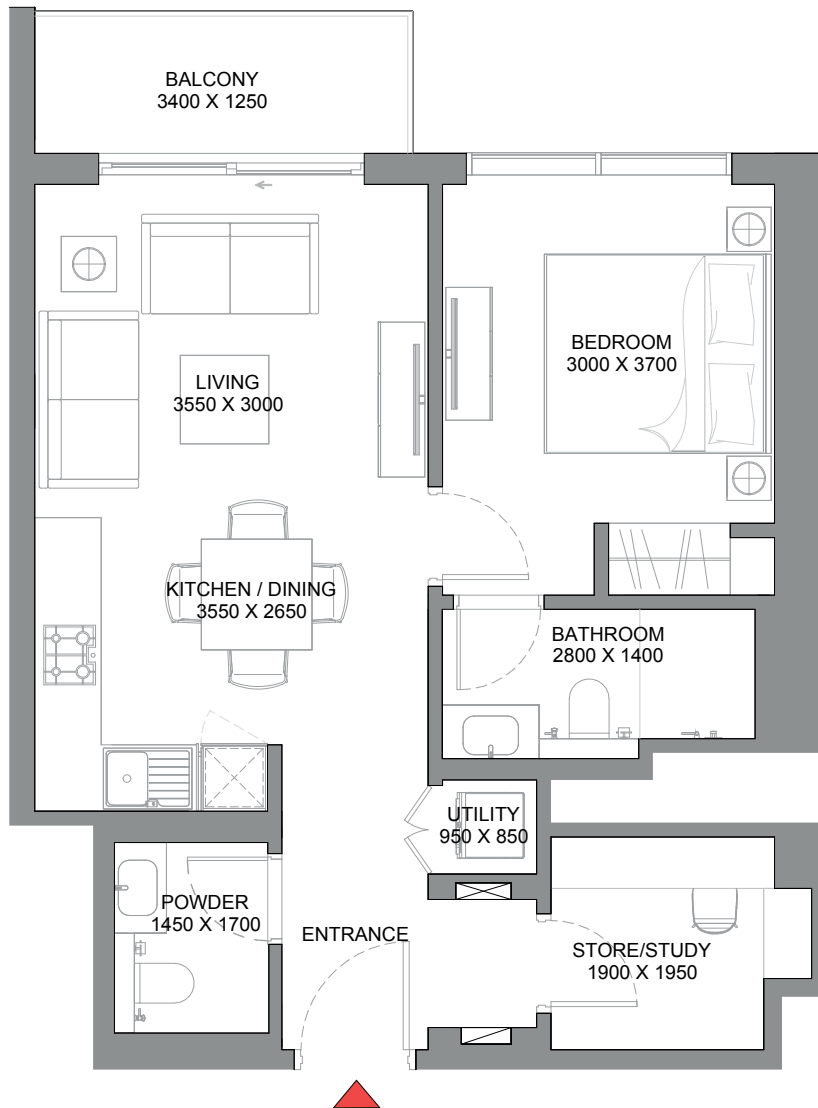 BALCONY
3400 X 1250
LIVING
3550 X 3000
BEDROOM
3000 X 3700
KITCHEN / DINING
3550 X 2650
BATHROOM
2800 X 1400
UTILITY
950 X 850
POWDER
1450 X 1700
ENTRANCE
STORE/STUDY
1900 X 1950